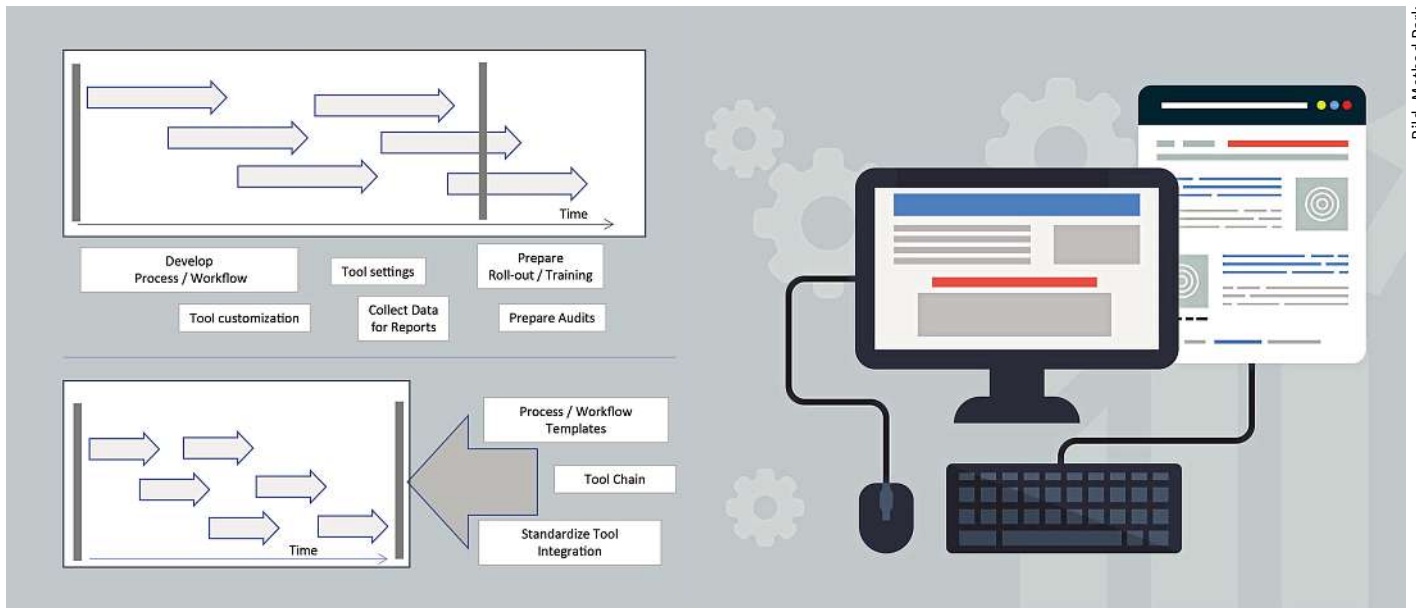 Time
Develop
Process / Workflow
Tool settings
Prepare
Roll-out / Training
Tool customization
Collect Data
for Reports
Prepare Audits
Process / Workflow
Templates
Tool Chain
Standardize Tool
Integration
Time